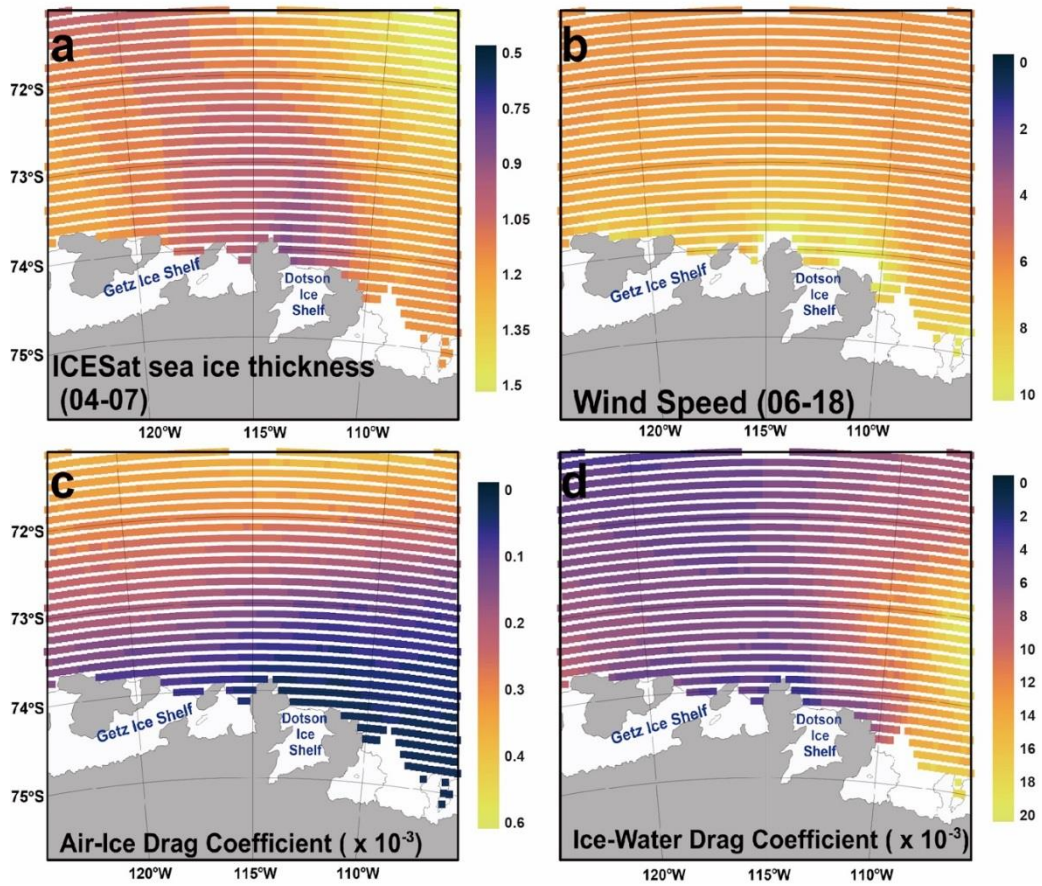 a
72°S
73°S
74°S
75°S
Getz Ice Shelf
Dotson
Ice
Shelf
ICESat sea ice thickness
(04-07)
120°W
115°W
110°W
0.5
0.75
0.9
1.05
1.2
1.35
1.5
b
Getz Ice Shelf
Dotson
Ice
Shelf
Wind Speed (06-18)
120°W
115°W
110°W
0
2
4
6
8
10
c
72°S
73°S
74°S
75°S
Getz Ice Shelf
Dotson
Ice
Shelf
Air-Ice Drag Coefficient ( x 10⁻³)
120°W
115°W
110°W
0
0.1
0.2
0.3
0.4
0.6
d
Getz Ice Shelf
Dotson
Ice
Shelf
Ice-Water Drag Coefficient ( x 10⁻³)
120°W
115°W
110°W
0
2
4
6
8
10
12
14
16
18
20